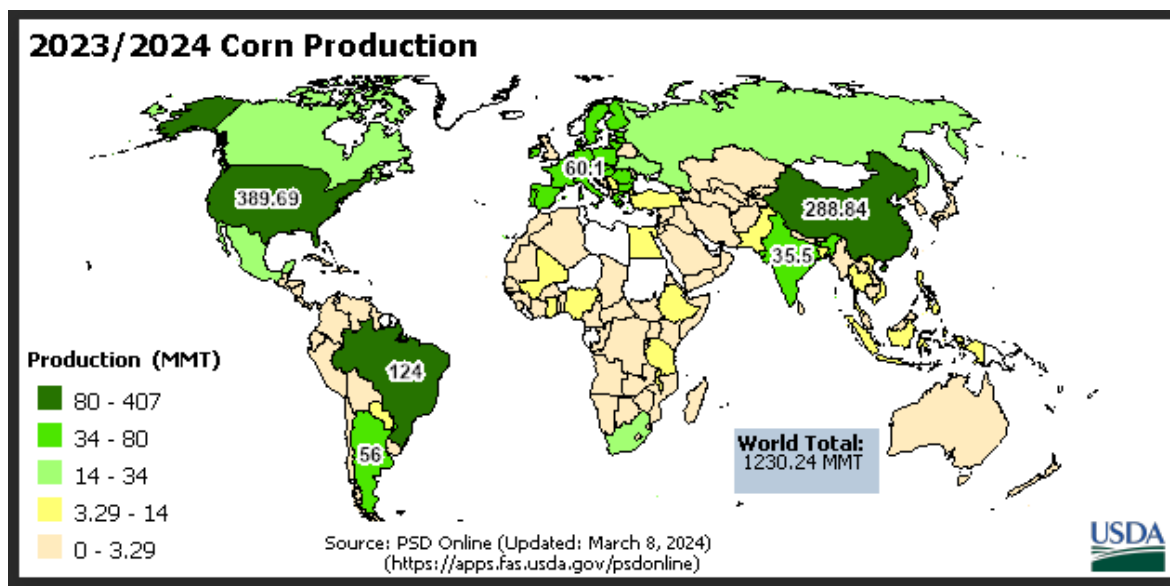 2023/2024 Corn Production
389.69
60.1
288.84
35.5
124
56
Production (MMT)
80 - 407
34 - 80
14 - 34
3.29 - 14
0 - 3.29
World Total:
1230.24 MMT
Source: PSD Online (Updated: March 8, 2024)
(https://apps.fas.usda.gov/psdonline)
USDA